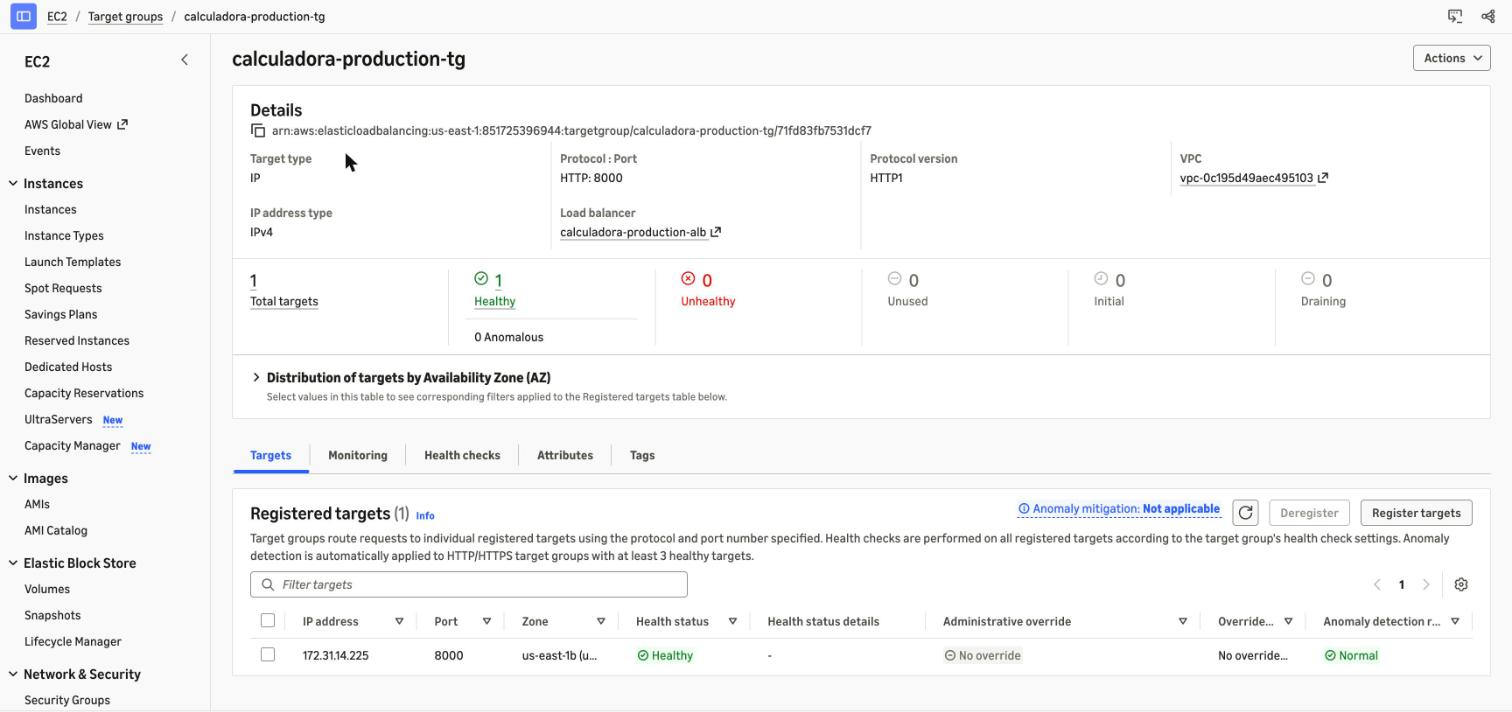 EC2 / Target groups / calculadora-production-tg
EC2
Dashboard
AWS Global View
Events
Instances
Instances
Instance Types
Launch Templates
Spot Requests
Savings Plans
Reserved Instances
Dedicated Hosts
Capacity Reservations
UltraServers New
Capacity Manager New
Images
AMIs
AMI Catalog
Elastic Block Store
Volumes
Snapshots
Lifecycle Manager
Network & Security
Security Groups
calculadora-production-tg
Actions
Details
arn:aws:elasticloadbalancing:us-east-1:851725396944:targetgroup/calculadora-production-tg/71fd83fb7531dcf7
Target type
IP
Protocol : Port
HTTP: 8000
Protocol version
HTTP1
VPC
vpc-0c195d49aec495103
IP address type
IPv4
Load balancer
calculadora-production-alb
1
Total targets
1
Healthy
0 Anomalous
0
Unhealthy
0
Unused
0
Initial
0
Draining
Distribution of targets by Availability Zone (AZ)
Select values in this table to see corresponding filters applied to the Registered targets table below.
Targets Monitoring Health checks Attributes Tags
Registered targets (1) Info
Anomaly mitigation: Not applicable
Deregister
Register targets
Target groups route requests to individual registered targets using the protocol and port number specified. Health checks are performed on all registered targets according to the target group's health check settings. Anomaly
detection is automatically applied to HTTP/HTTPS target groups with at least 3 healthy targets.
Filter targets
1
IP address Port Zone Health status Health status details Administrative override Override... Anomaly detection r...
172.31.14.225 8000 us-east-1b (u... Healthy - No override No override... Normal